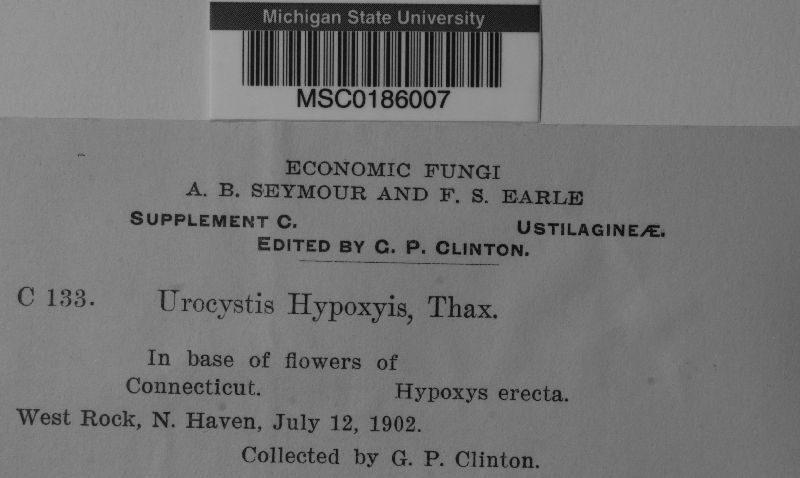 Michigan State University
MSC0186007
ECONOMIC FUNGI
A. B. SEYMOUR AND F. S. EARLE
SUPPLEMENT C. USTILAGINEÆ.
EDITED BY G. P. CLINTON.
C 133. Urocystis Hypoxyis, Thax.
In base of flowers of
Connecticut. Hypoxys erecta.
West Rock, N. Haven, July 12, 1902.
Collected by G. P. Clinton.